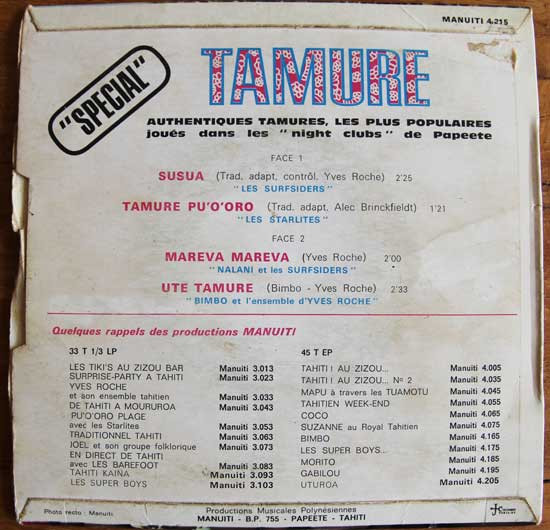 MANUITI 4.215
"SPECIAL"
TAMURE
AUTHENTIQUES TAMURES, LES PLUS POPULAIRES
joués dans les "night clubs" de Papeete
FACE 1
SUSUA (Trad. adapt, contrôl. Yves Roche) 2'25
"LES SURFSIDERS"
TAMURE PU'O'ORO (Trad. adapt, Alec Brinckfieldt) 1'21
"LES STARLITES"
FACE 2
MAREVA MAREVA (Yves Roche) 2'00
"NALANI et les SURFSIDERS"
UTE TAMURE (Bimbo - Yves Roche) 2'33
"BIMBO et l'ensemble d'YVES ROCHE"
Quelques rappels des productions MANUITI
33 T 1/3 LP
LES TIKI'S AU ZIZOU BAR Manuiti 3.013
SURPRISE-PARTY A TAHITI Manuiti 3.023
YVES ROCHE
et son ensemble tahitien Manuiti 3.033
DE TAHITI A MOURUROA Manuiti 3.043
PU'O'ORO PLAGE
avec les Starlites Manuiti 3.053
TRADITIONNEL TAHITI Manuiti 3.063
JOEL et son groupe folklorique Manuiti 3.073
EN DIRECT DE TAHITI
avec LES BAREFOOT Manuiti 3.083
TAHITI KAINA Manuiti 3.093
LES SUPER BOYS Manuiti 3.103
45 T EP
TAHITI ! AU ZIZOU... Manuiti 4.005
TAHITI ! AU ZIZOU... No 2 Manuiti 4.035
MAPU à travers les TUAMOTU Manuiti 4.045
TAHITIEN WEEK-END Manuiti 4.055
COCO Manuiti 4.065
SUZANNE au Royal Tahitien Manuiti 4.075
BIMBO Manuiti 4.165
LES SUPER BOYS... Manuiti 4.175
MORITO Manuiti 4.185
GABILOU Manuiti 4.195
UTUROA Manuiti 4.205
Photo recto : Manuiti
Productions Musicales Polynésiennes
MANUITI - B.P. 755 - PAPEETE - TAHITI